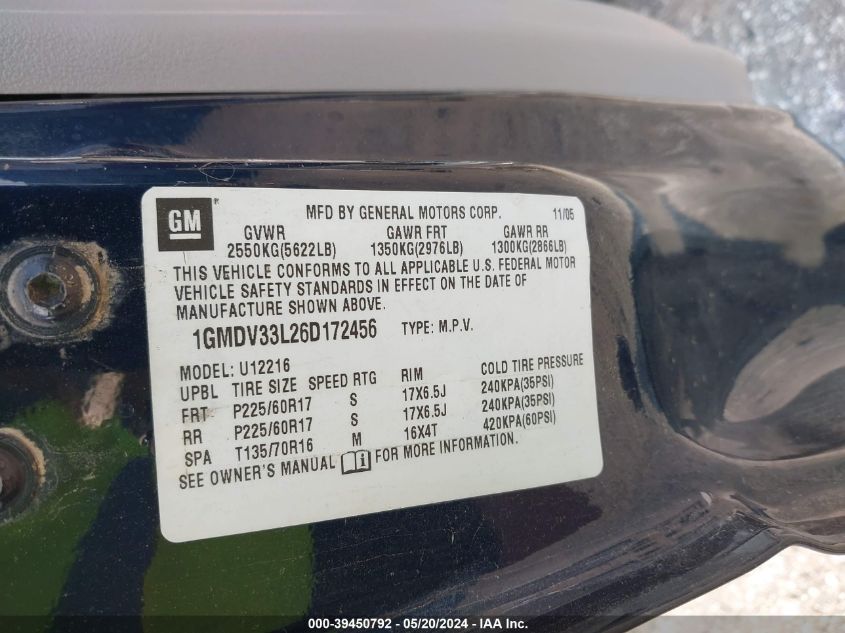 GM
MFD BY GENERAL MOTORS CORP. 11/05
GVWR GAWR FRT GAWR RR
2550KG(5622LB) 1350KG(2976LB) 1300KG(2866LB)
THIS VEHICLE CONFORMS TO ALL APPLICABLE U.S. FEDERAL MOTOR
VEHICLE SAFETY STANDARDS IN EFFECT ON THE DATE OF
MANUFACTURE SHOWN ABOVE.
1GMDV33L26D172456 TYPE: M.P.V.
MODEL: U12216
UPBL TIRE SIZE SPEED RTG RIM COLD TIRE PRESSURE
FRT P225/60R17 S 17X6.5J 240KPA(35PSI)
RR P225/60R17 S 17X6.5J 240KPA(35PSI)
SPA T135/70R16 M 16X4T 420KPA(60PSI)
SEE OWNER'S MANUAL i FOR MORE INFORMATION.
000-39450792 - 05/20/2024 - IAA Inc.